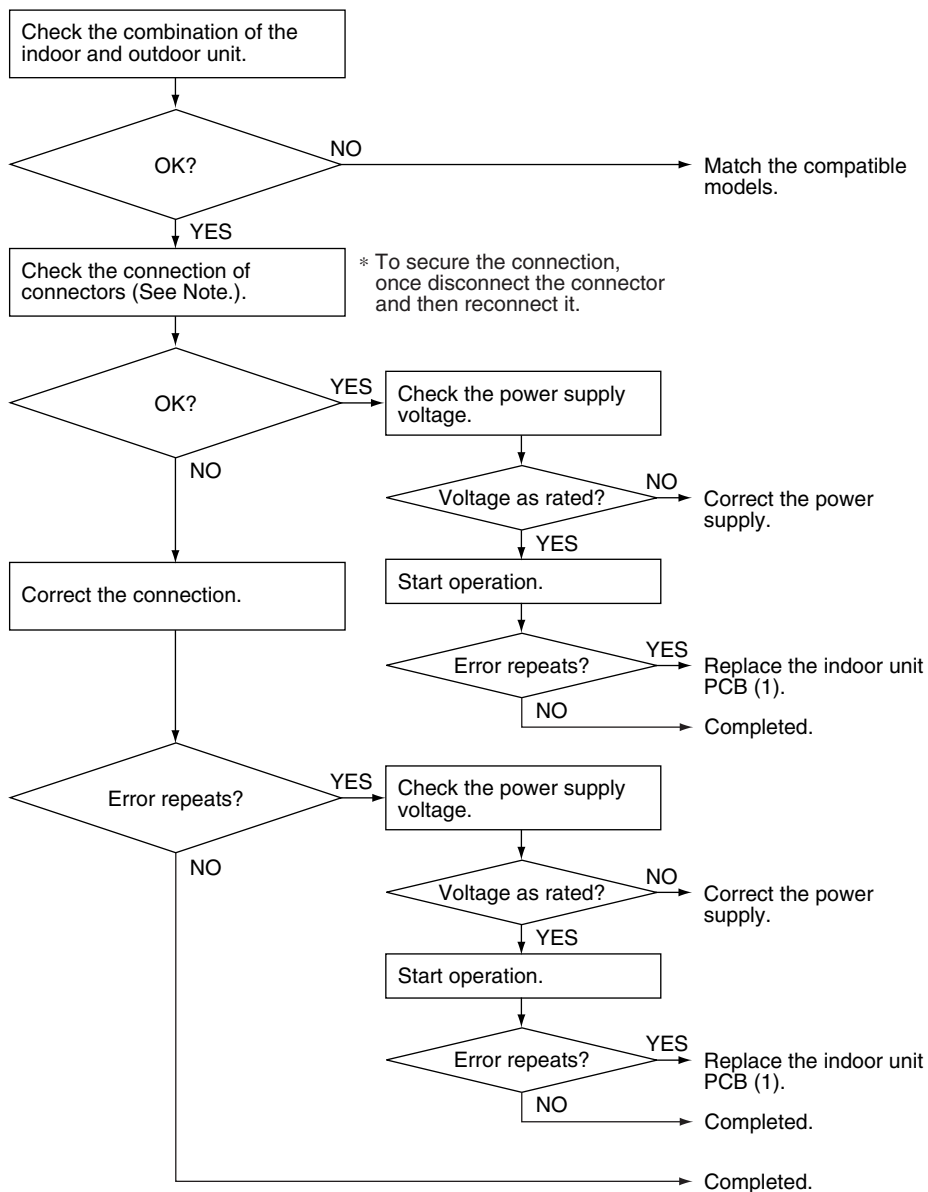 Check the combination of the
indoor and outdoor unit.
OK?
NO
Match the compatible
models.
YES
Check the connection of
connectors (See Note.).
* To secure the connection,
once disconnect the connector
and then reconnect it.
OK?
YES
Check the power supply
voltage.
NO
Voltage as rated?
NO
Correct the power
supply.
YES
Start operation.
Correct the connection.
Error repeats?
YES
Replace the indoor unit
PCB (1).
NO
Completed.
Error repeats?
YES
Check the power supply
voltage.
NO
Voltage as rated?
NO
Correct the power
supply.
YES
Start operation.
Error repeats?
YES
Replace the indoor unit
PCB (1).
NO
Completed.
Completed.